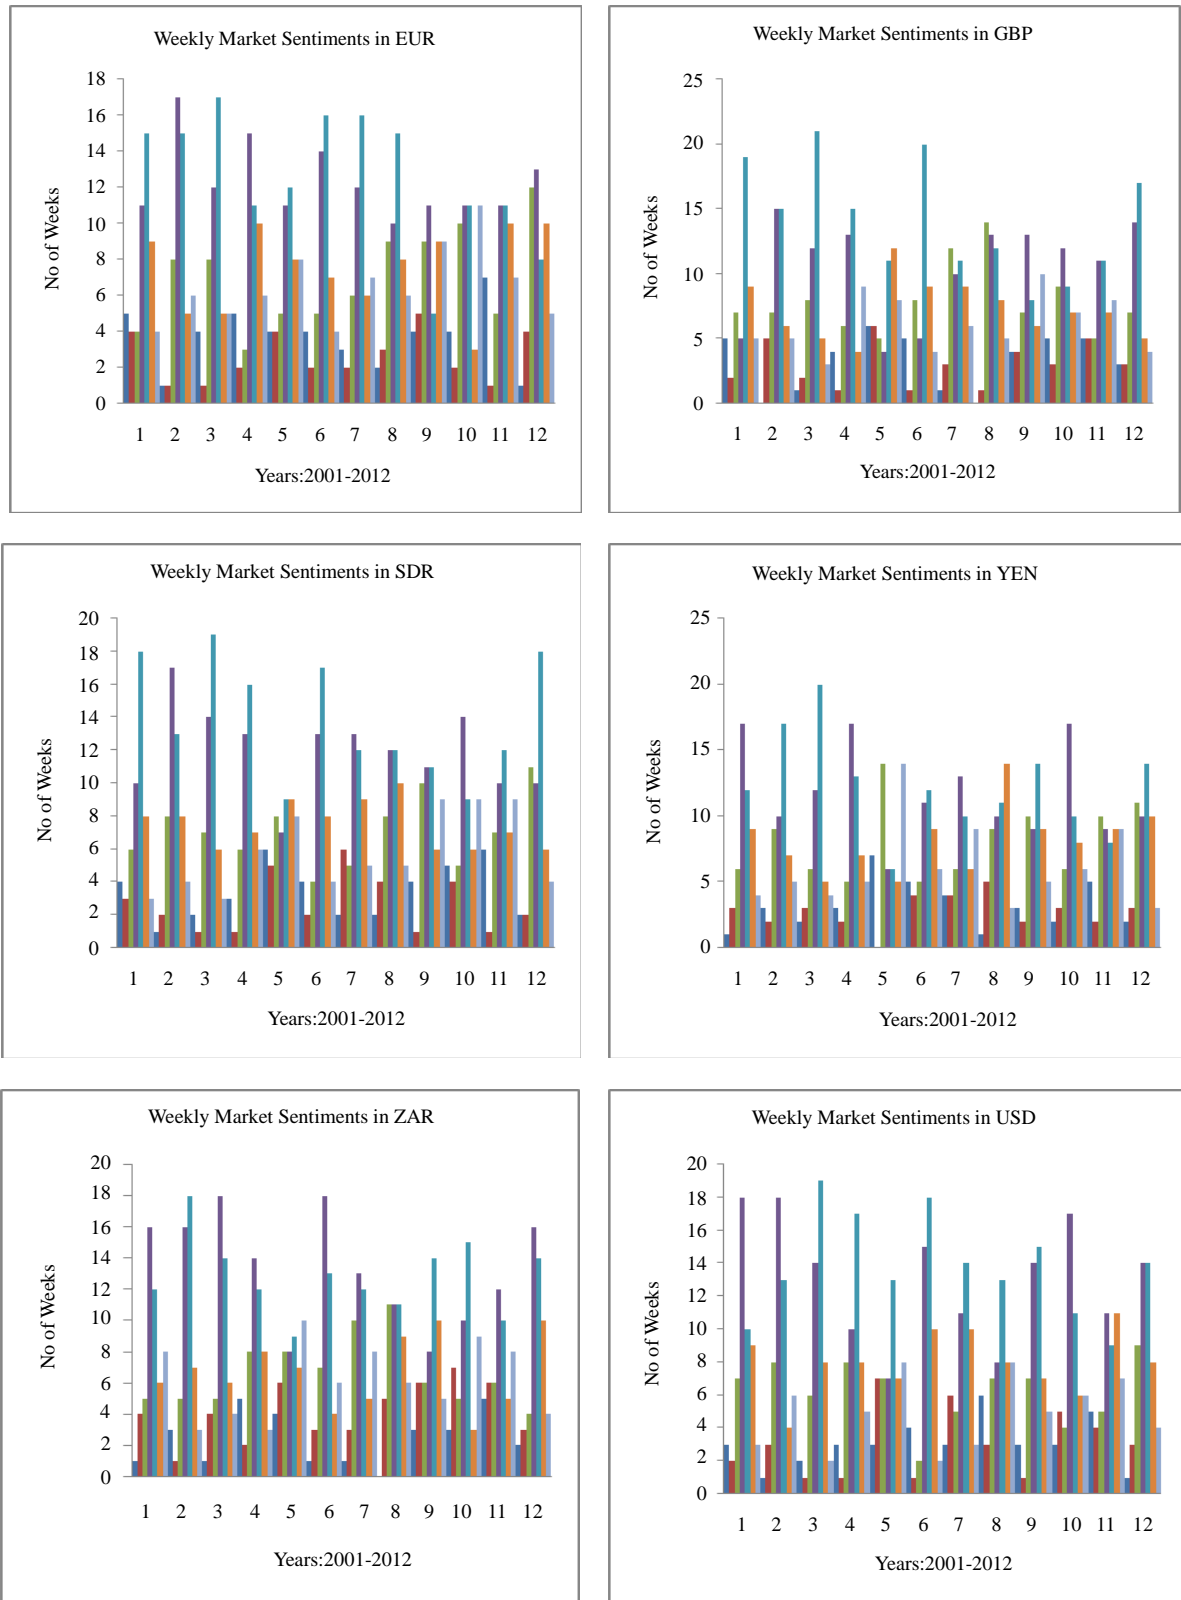 Weekly Market Sentiments in EUR
18
16
14
12
10
8
6
4
2
0
No of Weeks
1 2 3 4 5 6 7 8 9 10 11 12
Years:2001-2012
Weekly Market Sentiments in GBP
25
20
15
10
5
0
No of Weeks
1 2 3 4 5 6 7 8 9 10 11 12
Years:2001-2012
Weekly Market Sentiments in SDR
20
18
16
14
12
10
8
6
4
2
0
No of Weeks
1 2 3 4 5 6 7 8 9 10 11 12
Years:2001-2012
Weekly Market Sentiments in YEN
25
20
15
10
5
0
No of Weeks
1 2 3 4 5 6 7 8 9 10 11 12
Years:2001-2012
Weekly Market Sentiments in ZAR
20
18
16
14
12
10
8
6
4
2
0
No of Weeks
1 2 3 4 5 6 7 8 9 10 11 12
Years:2001-2012
Weekly Market Sentiments in USD
20
18
16
14
12
10
8
6
4
2
0
No of Weeks
1 2 3 4 5 6 7 8 9 10 11 12
Years:2001-2012